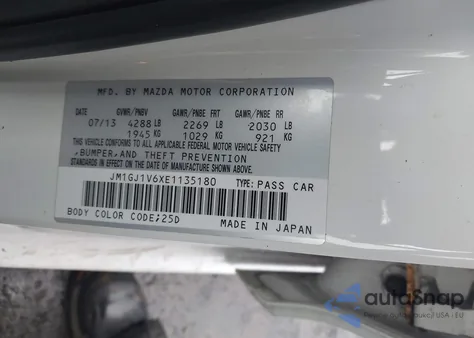 MFD. BY MAZDA MOTOR CORPORATION
07/13 GVWR/PNBV 4288 LB 1945 KG GAWR/PNBE FRT 2269 LB 1029 KG GAWR/PNBE RR 2030 LB 921 KG
THIS VEHICLE CONFORMS TO ALL APPLICABLE FEDERAL MOTOR VEHICLE SAFETY
,BUMPER,AND THEFT PREVENTION
STANDARDS IN EFFECT ON THE DATE OF MANUFACTURE SHOWN ABOVE.
JM1GJ1V6XE1135180 TYPE:PASS CAR
BODY COLOR CODE;25D
MADE IN JAPAN
autoSnap